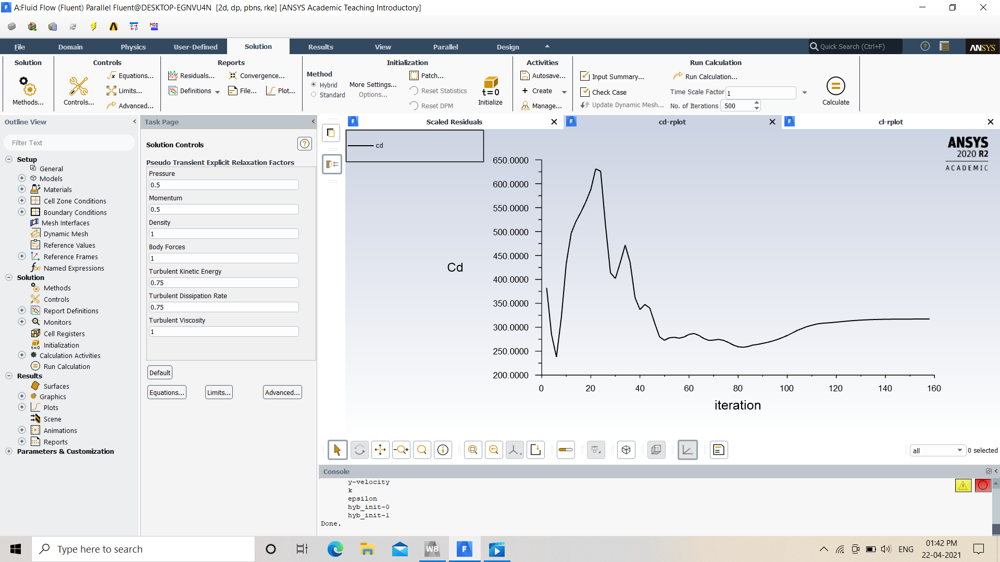 A:Fluid Flow (Fluent) Parallel Fluent@DESKTOP-EGNVU4N [2d, dp, pbns, rke] [ANSYS Academic Teaching Introductory]
File Domain Physics User-Defined Solution Results View Parallel Design
Quick Search (Ctrl+F)
ANSYS
Solution
Methods...
Controls
Controls...
Equations...
Limits...
Advanced...
Reports
Residuals...
Convergence...
Definitions
File...
Plot...
Initialization
Method
Hybrid
Standard
More Settings...
Options...
Patch...
Reset Statistics
Reset DPM
t=0
Initialize
Activities
Autosave...
Create
Manage...
Run Calculation
Input Summary...
Check Case
Update Dynamic Mesh...
Run Calculation...
Time Scale Factor 1
No. of Iterations 500
Calculate
Outline View
Filter Text
Setup
General
Models
Materials
Cell Zone Conditions
Boundary Conditions
Mesh Interfaces
Dynamic Mesh
Reference Values
Reference Frames
Named Expressions
Solution
Methods
Controls
Report Definitions
Monitors
Cell Registers
Initialization
Calculation Activities
Run Calculation
Results
Surfaces
Graphics
Plots
Scene
Animations
Reports
Parameters & Customization
Task Page
Solution Controls
Pseudo Transient Explicit Relaxation Factors
Pressure
0.5
Momentum
0.5
Density
1
Body Forces
1
Turbulent Kinetic Energy
0.75
Turbulent Dissipation Rate
0.75
Turbulent Viscosity
1
Default
Equations...
Limits...
Advanced...
Scaled Residuals
cd-rplot
cl-rplot
cd
ANSYS
2020 R2
ACADEMIC
650.0000
600.0000
550.0000
500.0000
450.0000
400.0000
350.0000
300.0000
250.0000
200.0000
Cd
0 20 40 60 80 100 120 140 160
iteration
all
0 selected
Console
y-velocity
k
epsilon
hyb_init-0
hyb_init-1
Done.
Type here to search
WB
F
ENG
01:42 PM
22-04-2021